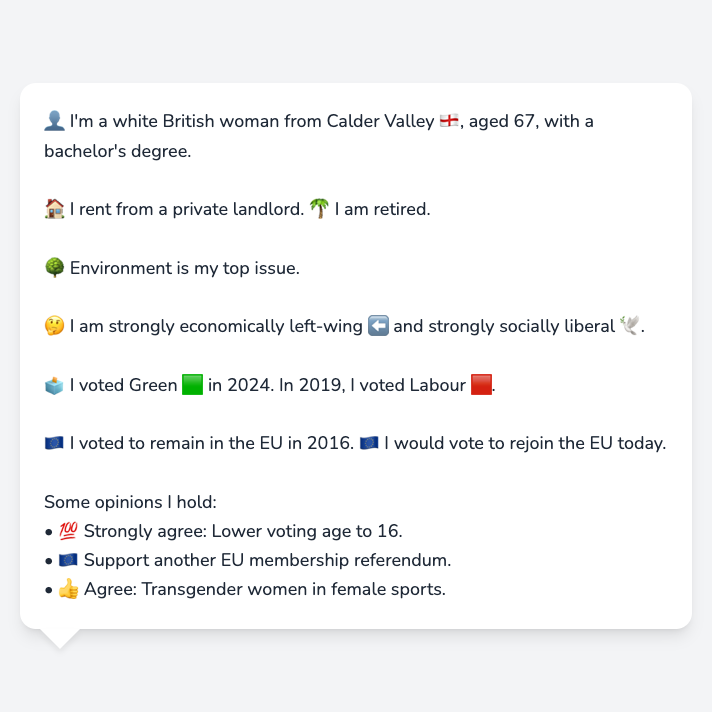 👤 I'm a white British woman from Calder Valley 🏴󠁧󠁢󠁥󠁮󠁧󠁿, aged 67, with a
bachelor's degree.
🏠 I rent from a private landlord. 🌴 I am retired.
🌳 Environment is my top issue.
🤔 I am strongly economically left-wing ⬅️ and strongly socially liberal 🕊️.
🗳️ I voted Green 🟩 in 2024. In 2019, I voted Labour 🟥.
🇪🇺 I voted to remain in the EU in 2016. 🇪🇺 I would vote to rejoin the EU today.
Some opinions I hold:
• 💯 Strongly agree: Lower voting age to 16.
• 🇪🇺 Support another EU membership referendum.
• 👍 Agree: Transgender women in female sports.